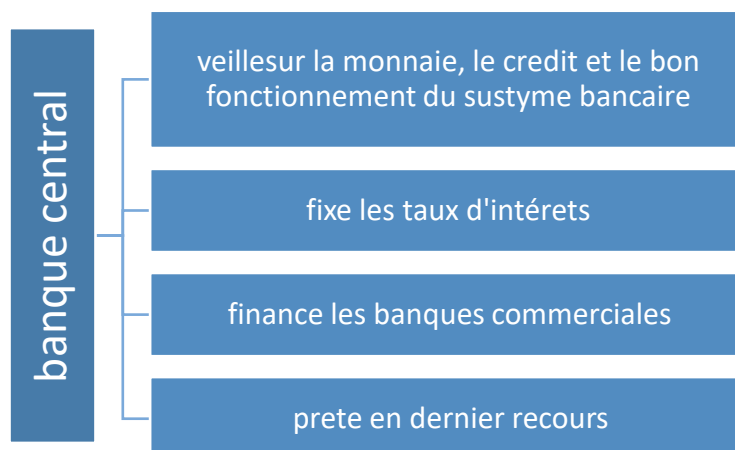 banque central
veillesur la monnaie, le credit et le bon
fonctionnement du sustyme bancaire
fixe les taux d'intérets
finance les banques commerciales
prete en dernier recours